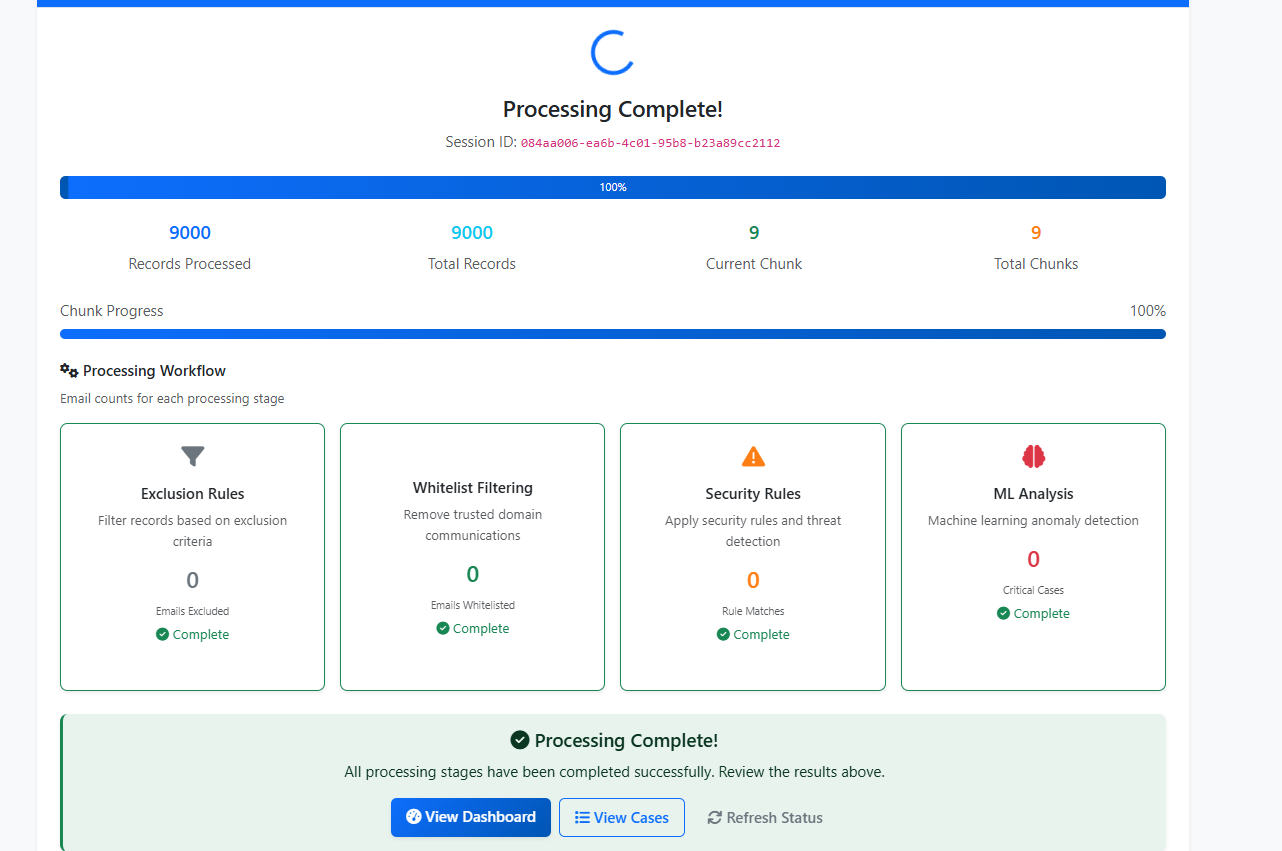 Processing Complete!
Session ID: 084aa006-ea6b-4c01-95b8-b23a89cc2112
100%
9000
Records Processed
9000
Total Records
9
Current Chunk
9
Total Chunks
Chunk Progress
100%
Processing Workflow
Email counts for each processing stage
Exclusion Rules
Filter records based on exclusion
criteria
0
Emails Excluded
Complete
Whitelist Filtering
Remove trusted domain
communications
0
Emails Whitelisted
Complete
Security Rules
Apply security rules and threat
detection
0
Rule Matches
Complete
ML Analysis
Machine learning anomaly detection
0
Critical Cases
Complete
Processing Complete!
All processing stages have been completed successfully. Review the results above.
View Dashboard
View Cases
Refresh Status